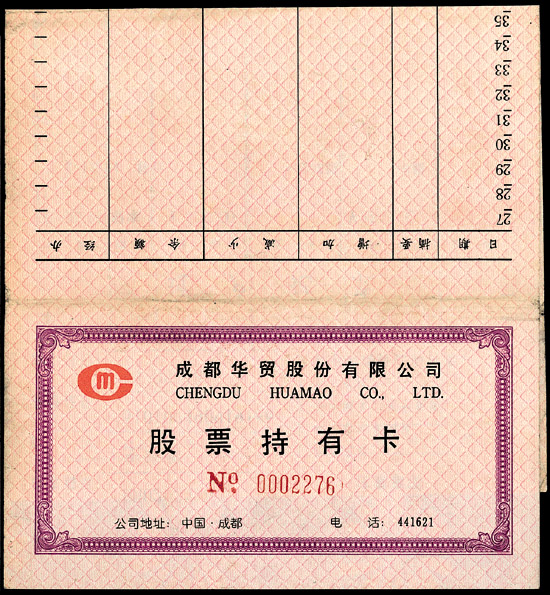 35
34
33
32
31
30
29
28
27
日期 摘要 增加 减少 余额 经办
m
成都华贸股份有限公司
CHENGDU HUAMAO CO., LTD.
股票持有卡
Nº 0002276
公司地址: 中国·成都 电话: 441621